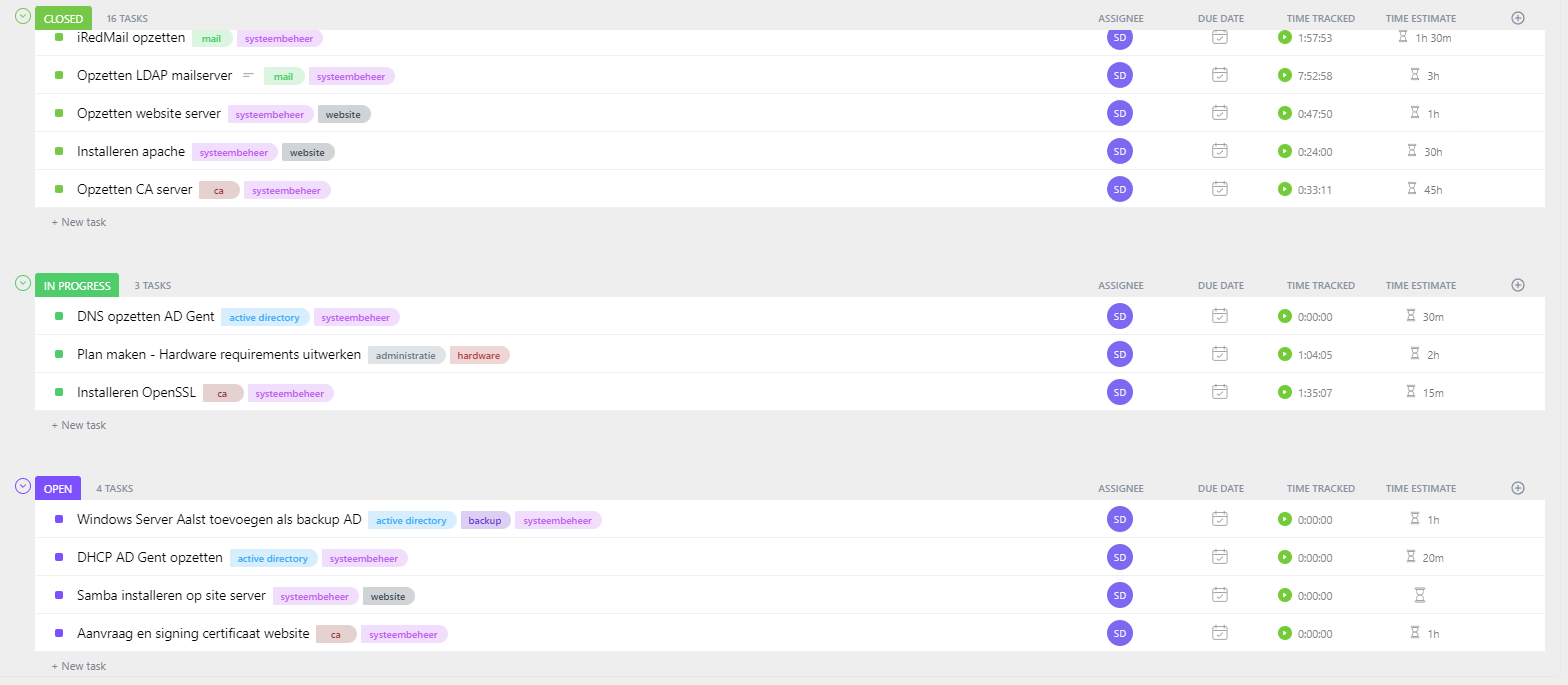 CLOSED 16 TASKS ASSIGNEE DUE DATE TIME TRACKED TIME ESTIMATE
iRedMail opzetten mail systeembeheer SD 1:57:53 1h 30m
Opzetten LDAP mailserver mail systeembeheer SD 7:52:58 3h
Opzetten website server systeembeheer website SD 0:47:50 1h
Installeren apache systeembeheer website SD 0:24:00 30h
Opzetten CA server ca systeembeheer SD 0:33:11 45h
+ New task
IN PROGRESS 3 TASKS ASSIGNEE DUE DATE TIME TRACKED TIME ESTIMATE
DNS opzetten AD Gent active directory systeembeheer SD 0:00:00 30m
Plan maken - Hardware requirements uitwerken administratie hardware SD 1:04:05 2h
Installeren OpenSSL ca systeembeheer SD 1:35:07 15m
+ New task
OPEN 4 TASKS ASSIGNEE DUE DATE TIME TRACKED TIME ESTIMATE
Windows Server Aalst toevoegen als backup AD active directory backup systeembeheer SD 0:00:00 1h
DHCP AD Gent opzetten active directory systeembeheer SD 0:00:00 20m
Samba installeren op site server systeembeheer website SD 0:00:00
Aanvraag en signing certificaat website ca systeembeheer SD 0:00:00 1h
+ New task